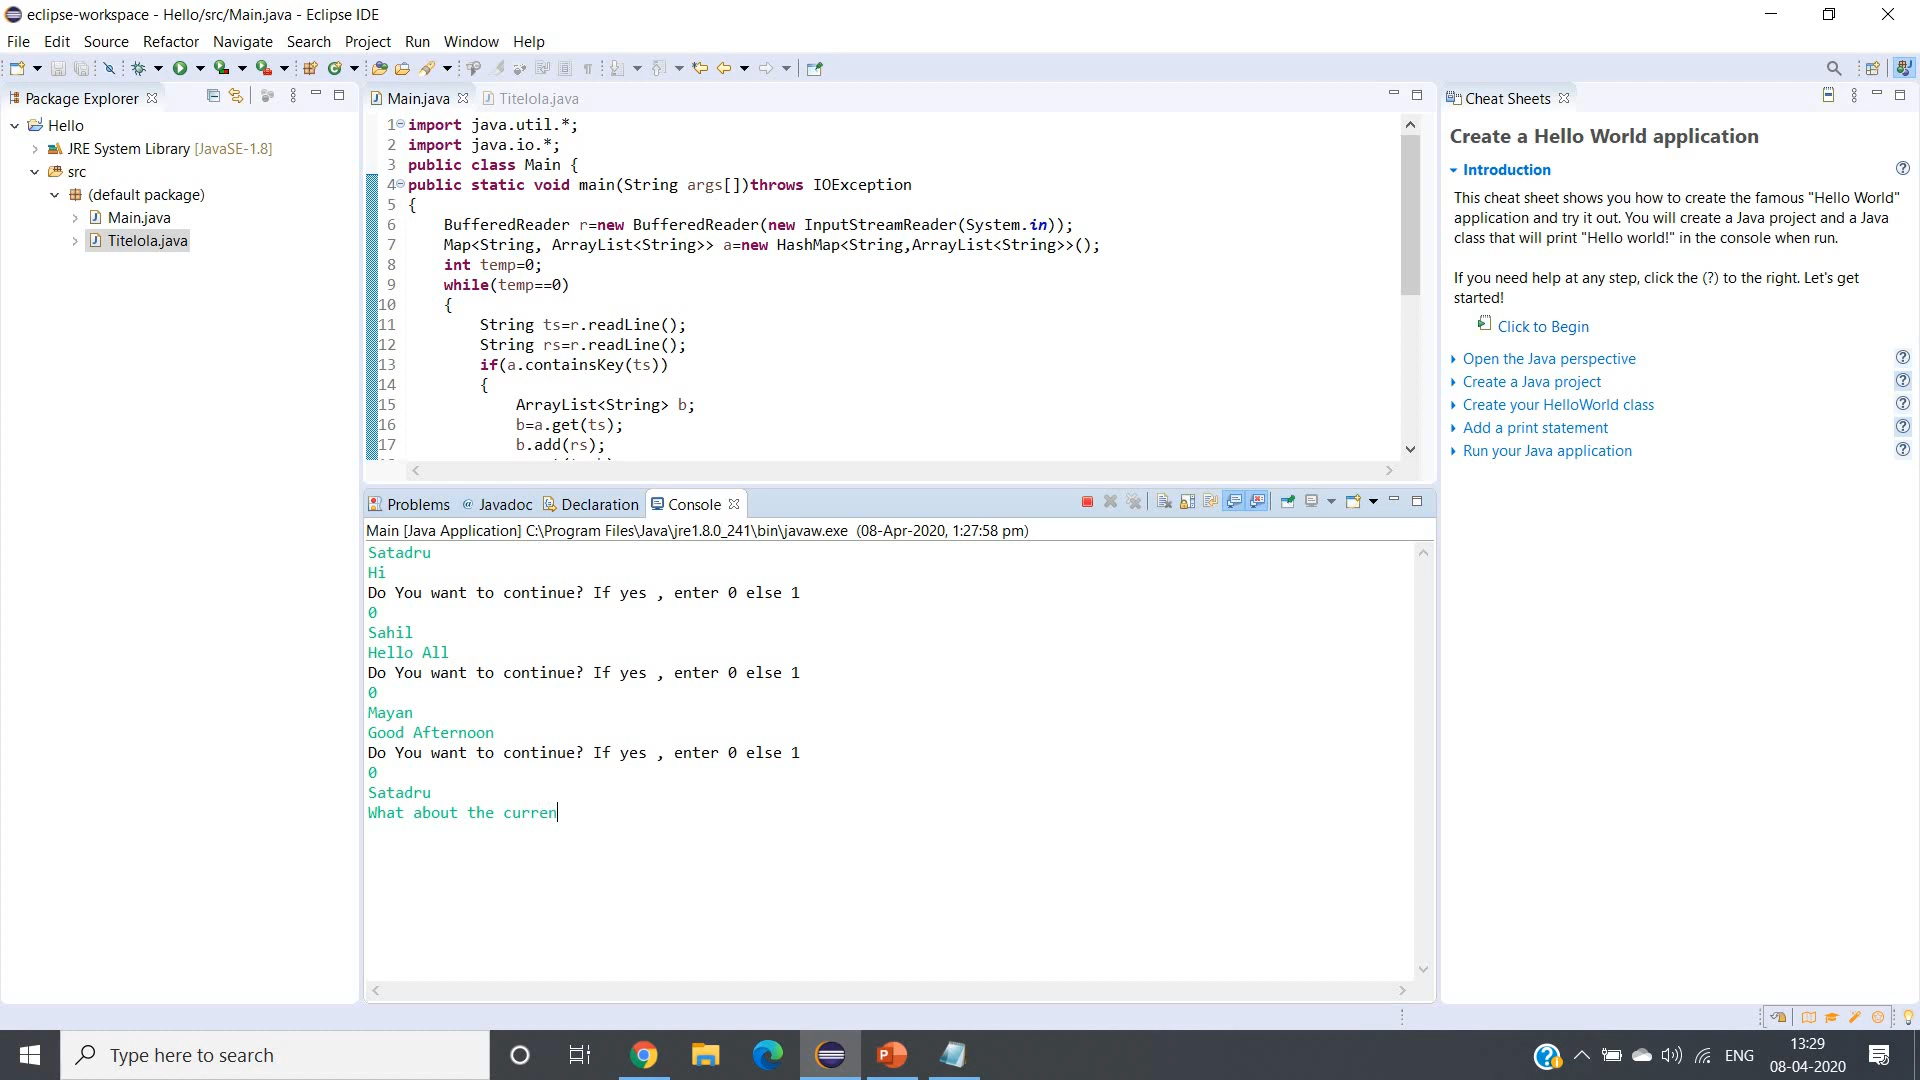 eclipse-workspace - Hello/src/Main.java - Eclipse IDE
File Edit Source Refactor Navigate Search Project Run Window Help
Package Explorer
Hello
JRE System Library [JavaSE-1.8]
src
(default package)
Main.java
Titelola.java
Main.java Titelola.java
1 import java.util.*;
2 import java.io.*;
3 public class Main {
4 public static void main(String args[])throws IOException
5 {
6 BufferedReader r=new BufferedReader(new InputStreamReader(System.in));
7 Map<String, ArrayList<String>> a=new HashMap<String,ArrayList<String>>();
8 int temp=0;
9 while(temp==0)
10 {
11 String ts=r.readLine();
12 String rs=r.readLine();
13 if(a.containsKey(ts))
14 {
15 ArrayList<String> b;
16 b=a.get(ts);
17 b.add(rs);
Problems Javadoc Declaration Console
Main [Java Application] C:\Program Files\Java\jre1.8.0_241\bin\javaw.exe (08-Apr-2020, 1:27:58 pm)
Satadru
Hi
Do You want to continue? If yes , enter 0 else 1
0
Sahil
Hello All
Do You want to continue? If yes , enter 0 else 1
0
Mayan
Good Afternoon
Do You want to continue? If yes , enter 0 else 1
0
Satadru
What about the curren
Cheat Sheets
Create a Hello World application
Introduction
This cheat sheet shows you how to create the famous "Hello World"
application and try it out. You will create a Java project and a Java
class that will print "Hello world!" in the console when run.
If you need help at any step, click the (?) to the right. Let's get
started!
Click to Begin
Open the Java perspective
Create a Java project
Create your HelloWorld class
Add a print statement
Run your Java application
Type here to search
ENG
13:29
08-04-2020